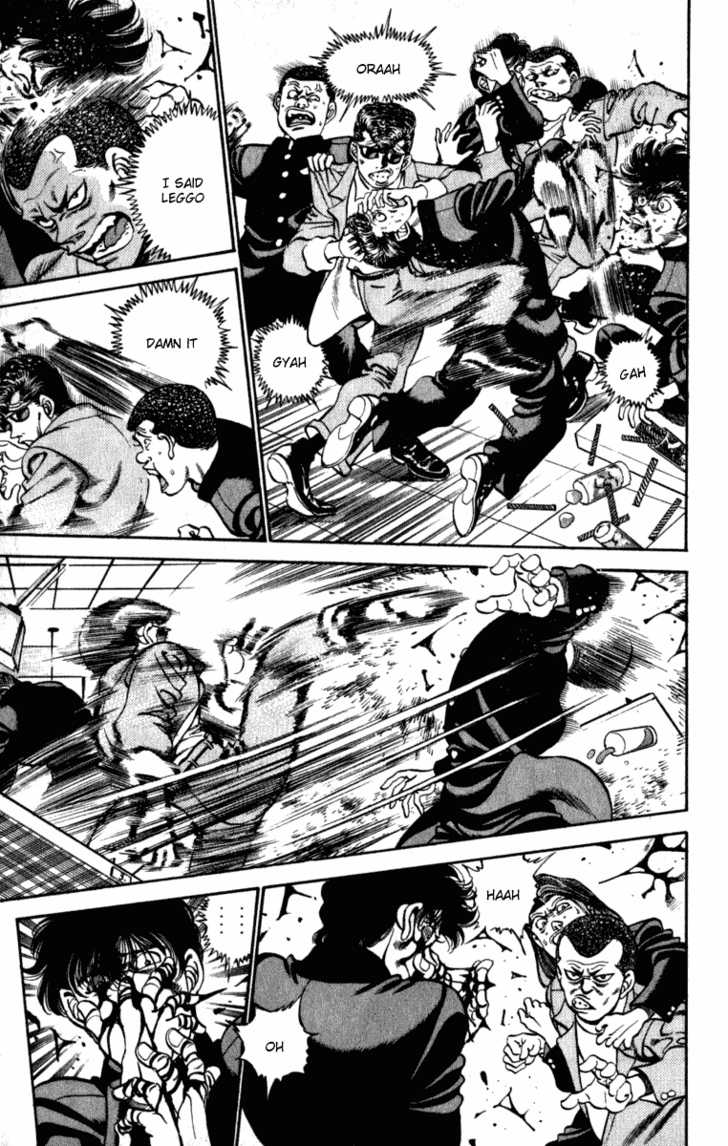 ORAAH
GYAH
GAH
I SAID
LEGGO
DAMN IT
HAAH
OH
......